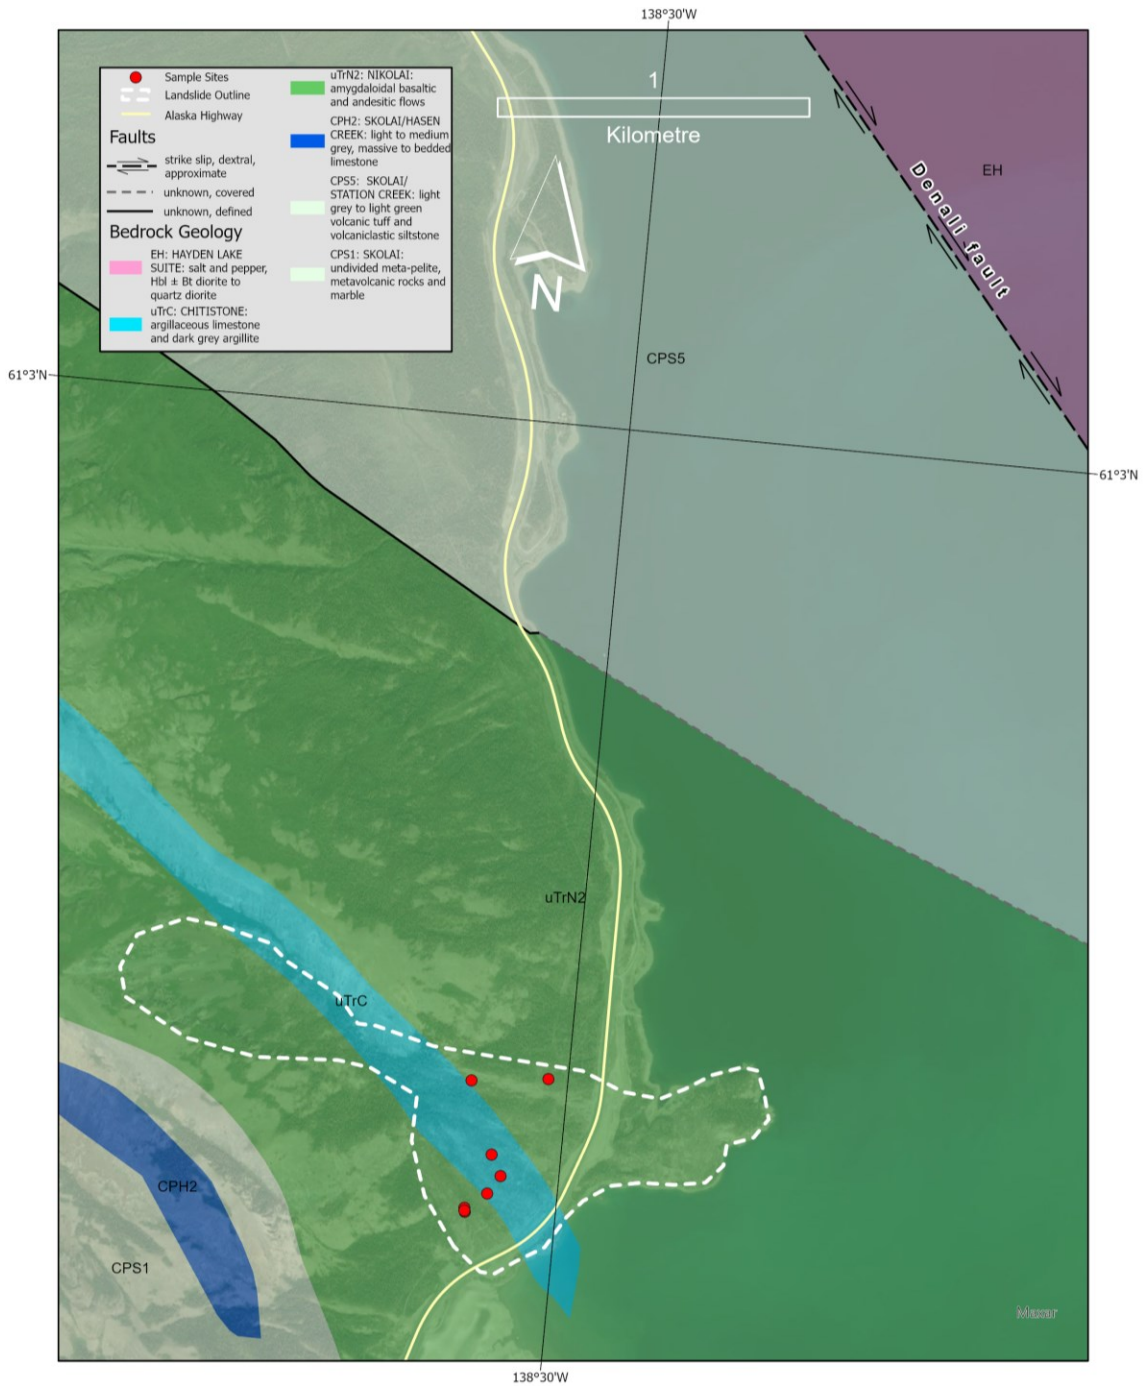 138°30'W
Sample Sites
Landslide Outline
Alaska Highway
Faults
strike slip, dextral,
approximate
unknown, covered
unknown, defined
Bedrock Geology
EH: HAYDEN LAKE
SUITE: salt and pepper,
Hbl ± Bt diorite to
quartz diorite
uTrC: CHITISTONE:
argillaceous limestone
and dark grey argillite
uTrN2: NIKOLAI:
amygdaloidal basaltic
and andesitic flows
CPH2: SKOLAI/HASEN
CREEK: light to medium
grey, massive to bedded
limestone
CPS5: SKOLAI/
STATION CREEK: light
grey to light green
volcanic tuff and
volcaniclastic siltstone
CPS1: SKOLAI:
undivided meta-pelite,
metavolcanic rocks and
marble
1
Kilometre
N
EH
Denali fault
CPS5
61°3'N
61°3'N
uTrN2
uTrC
CPH2
CPS1
Maxar
138°30'W